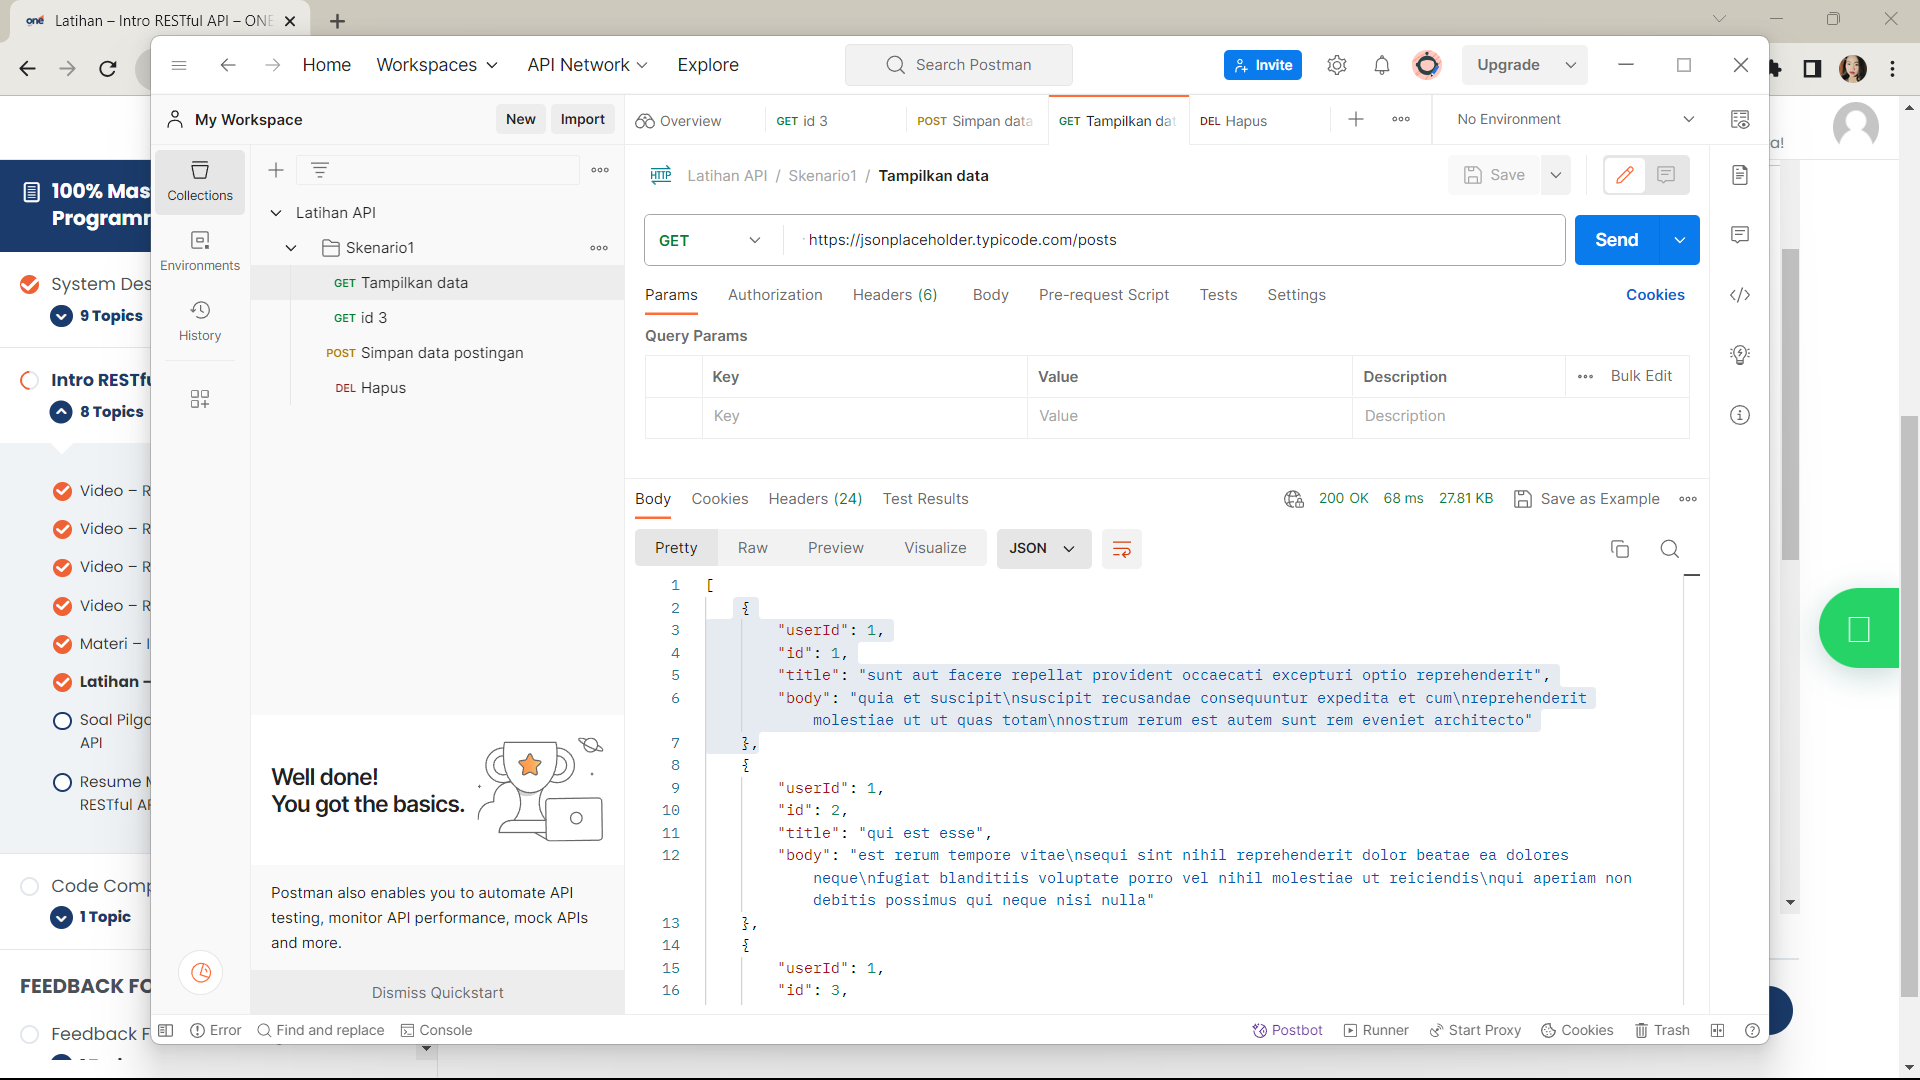 Latihan – Intro RESTful API – ONE
Home
Workspaces
API Network
Explore
Search Postman
Invite
Upgrade
My Workspace
New
Import
Overview
GET id 3
POST Simpan data
GET Tampilkan dat
DEL Hapus
No Environment
100% Mas
Programm
System Des
9 Topics
Intro RESTfu
8 Topics
Video – R
Video – R
Video – R
Video – R
Materi – I
Latihan –
Soal Pilga
API
Resume M
RESTful AP
Code Comp
1 Topic
FEEDBACK FO
Feedback F
Collections
Environments
History
Latihan API
Skenario1
GET Tampilkan data
GET id 3
POST Simpan data postingan
DEL Hapus
Well done!
You got the basics.
Postman also enables you to automate API
testing, monitor API performance, mock APIs
and more.
Dismiss Quickstart
HTTP Latihan API / Skenario1 / Tampilkan data
Save
GET
https://jsonplaceholder.typicode.com/posts
Send
Params
Authorization
Headers (6)
Body
Pre-request Script
Tests
Settings
Cookies
Query Params
Key Value Description Bulk Edit
Key Value Description
Body
Cookies
Headers (24)
Test Results
200 OK 68 ms 27.81 KB
Save as Example
Pretty
Raw
Preview
Visualize
JSON
1 [
2 {
3 "userId": 1,
4 "id": 1,
5 "title": "sunt aut facere repellat provident occaecati excepturi optio reprehenderit",
6 "body": "quia et suscipit\nsuscipit recusandae consequuntur expedita et cum\nreprehenderit
molestiae ut ut quas totam\nnostrum rerum est autem sunt rem eveniet architecto"
7 },
8 {
9 "userId": 1,
10 "id": 2,
11 "title": "qui est esse",
12 "body": "est rerum tempore vitae\nsequi sint nihil reprehenderit dolor beatae ea dolores
neque\nfugiat blanditiis voluptate porro vel nihil molestiae ut reiciendis\nqui aperiam non
debitis possimus qui neque nisi nulla"
13 },
14 {
15 "userId": 1,
16 "id": 3,
Error
Find and replace
Console
Postbot
Runner
Start Proxy
Cookies
Trash
a!